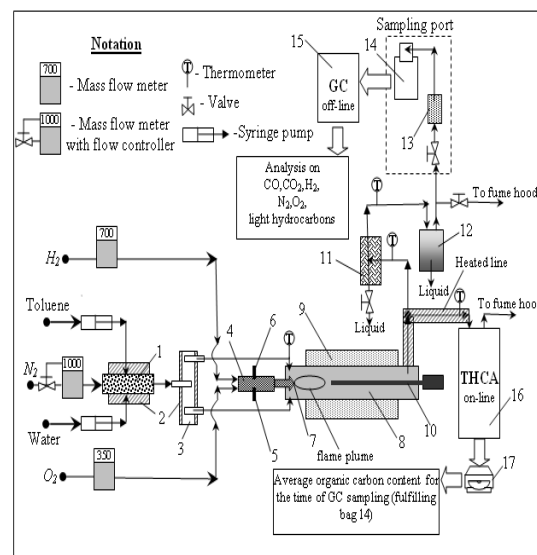 Notation
700
- Mass flow meter
1000
- Mass flow meter
with flow controller
T
- Thermometer
- Valve
-Syringe pump
Sampling port
15
14
GC
off-line
13
Analysis on
CO,CO2,H2,
N2,O2,
light hydrocarbons
T
To fume hood
12
11
T
Liquid
Liquid
Heated line
T
To fume hood
700
H2
Toluene
N2
1000
1
2
Water
O2
350
2
3
4
6
5
T
9
7
8
10
flame plume
THCA
on-line
16
17
Average organic carbon content for
the time of GC sampling (fulfilling
bag 14)